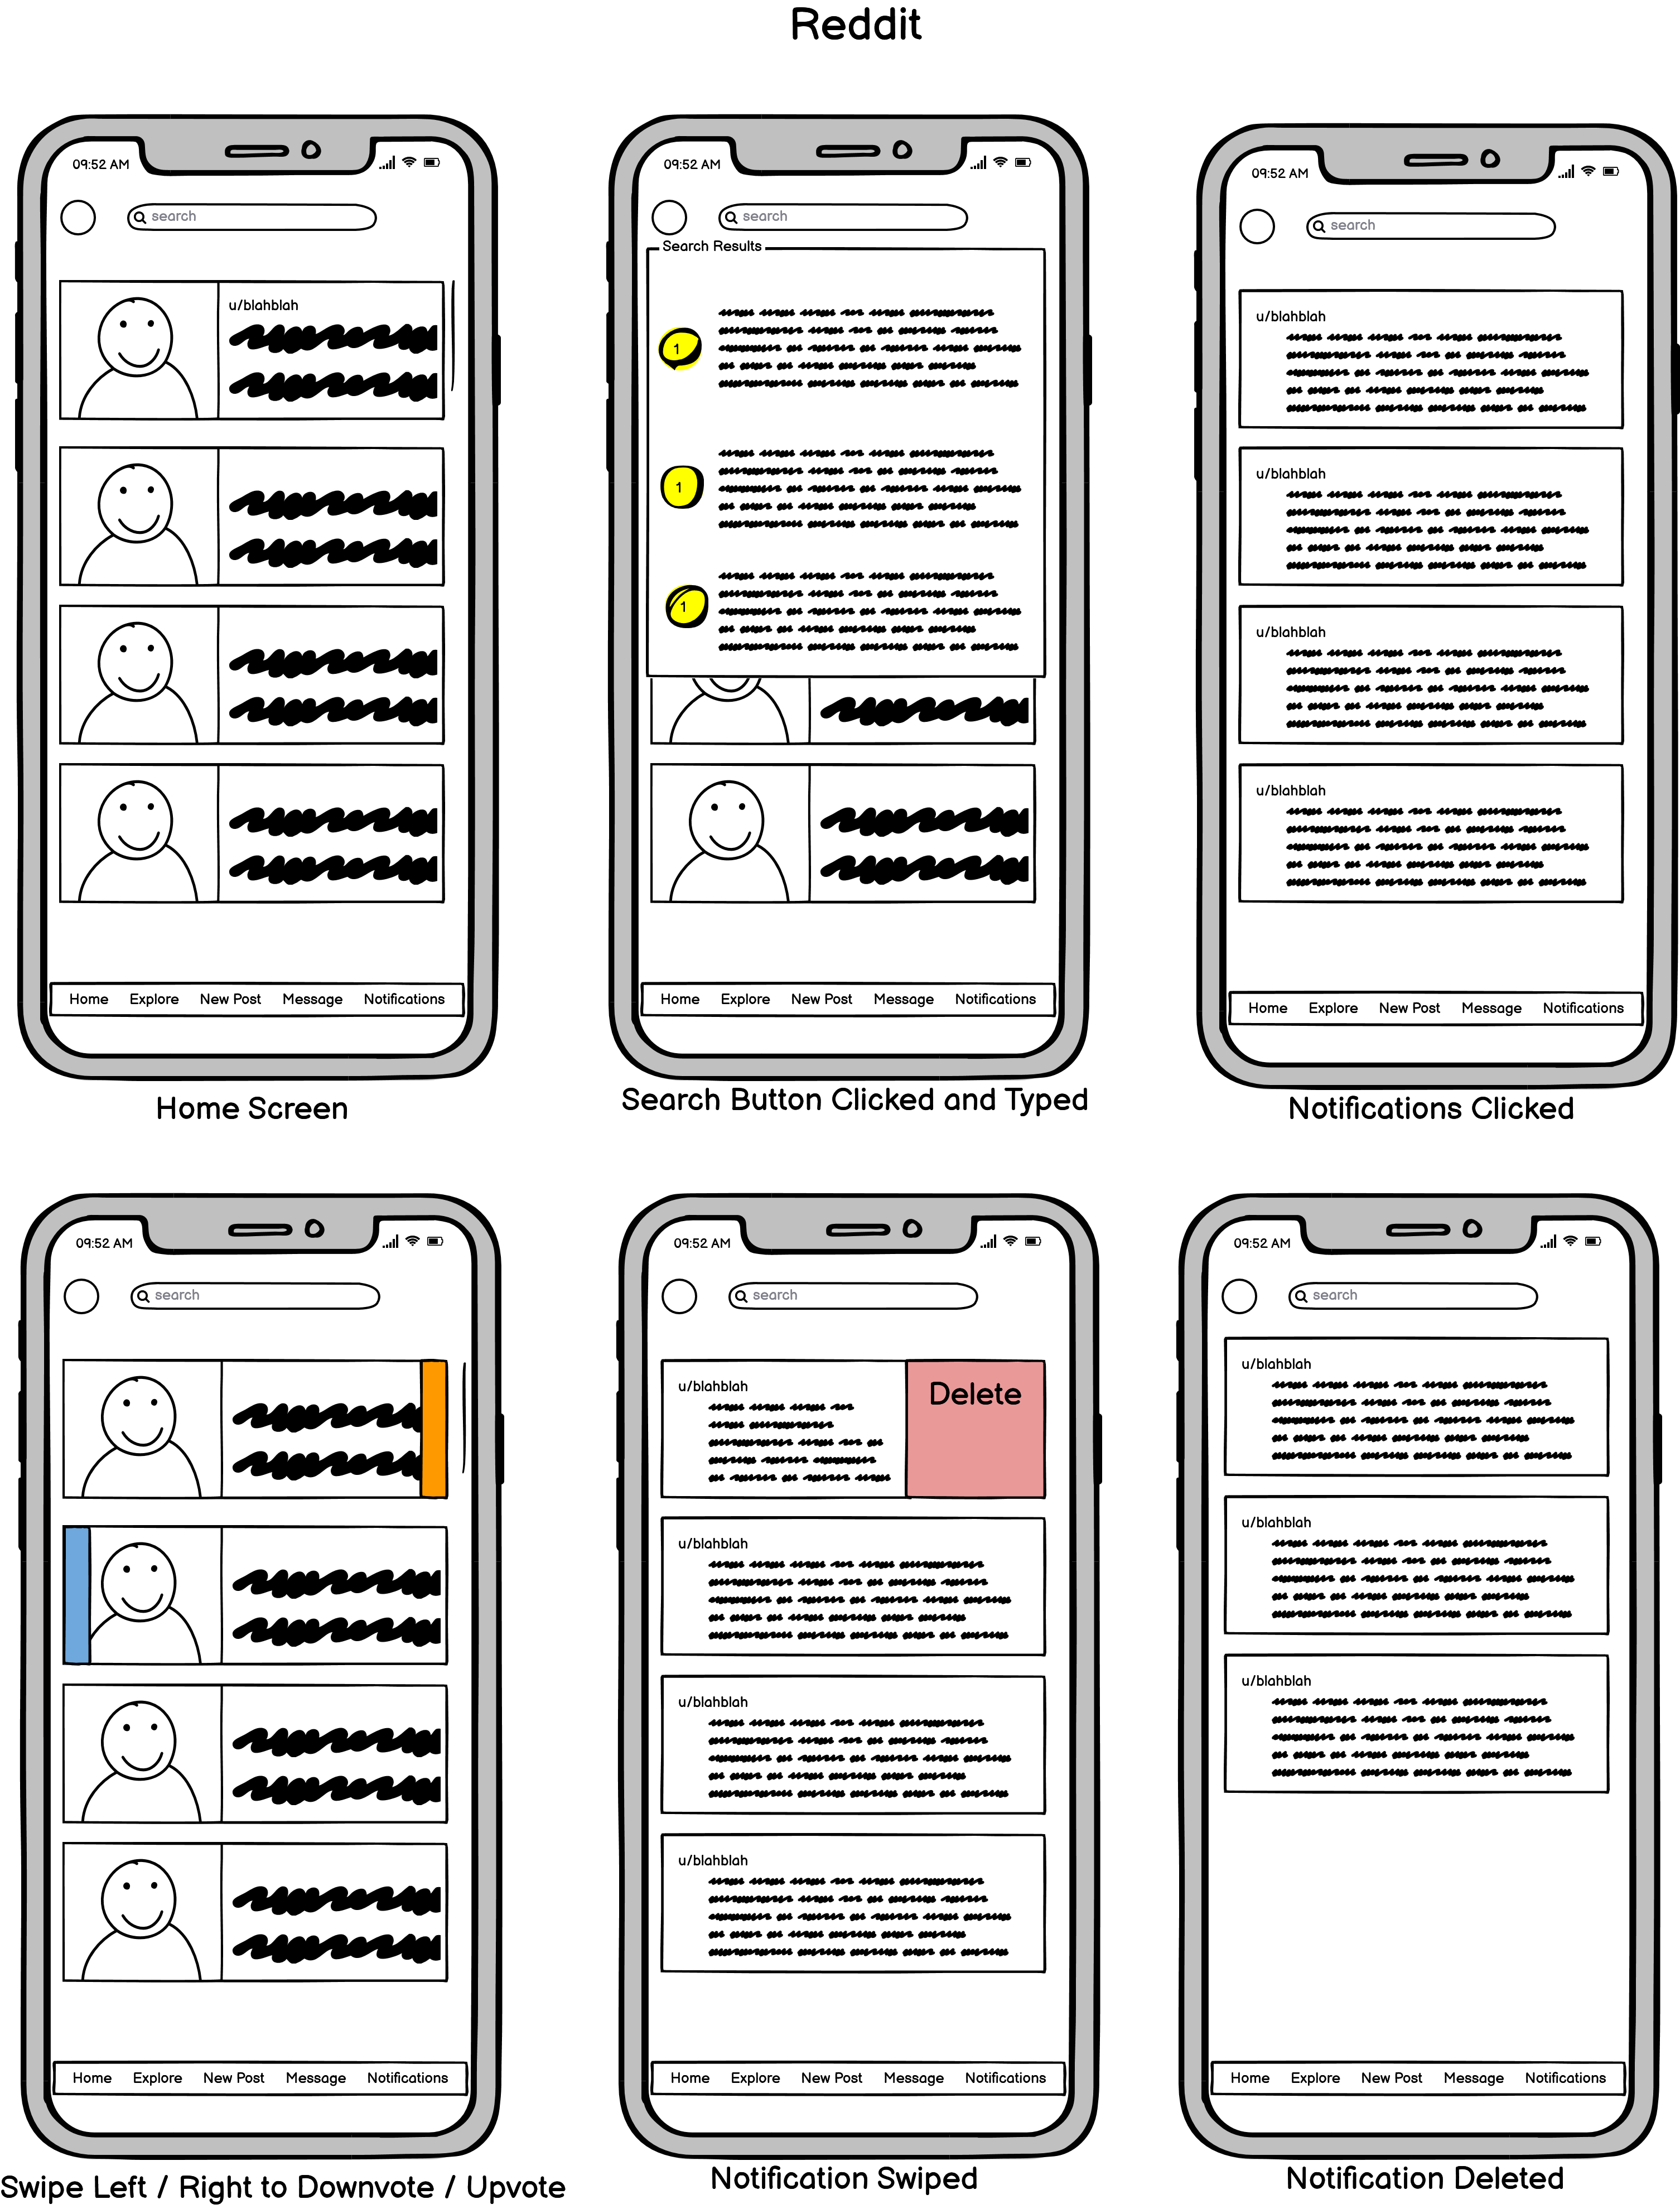 Reddit
09:52 AM
search
u/blahblah
Home Explore New Post Message Notifications
Home Screen
09:52 AM
search
Search Results
1
1
1
Home Explore New Post Message Notifications
Search Button Clicked and Typed
09:52 AM
search
u/blahblah
u/blahblah
u/blahblah
u/blahblah
Home Explore New Post Message Notifications
Notifications Clicked
09:52 AM
search
Home Explore New Post Message Notifications
Swipe Left / Right to Downvote / Upvote
09:52 AM
search
u/blahblah
Delete
u/blahblah
u/blahblah
u/blahblah
Home Explore New Post Message Notifications
Notification Swiped
09:52 AM
search
u/blahblah
u/blahblah
u/blahblah
Home Explore New Post Message Notifications
Notification Deleted